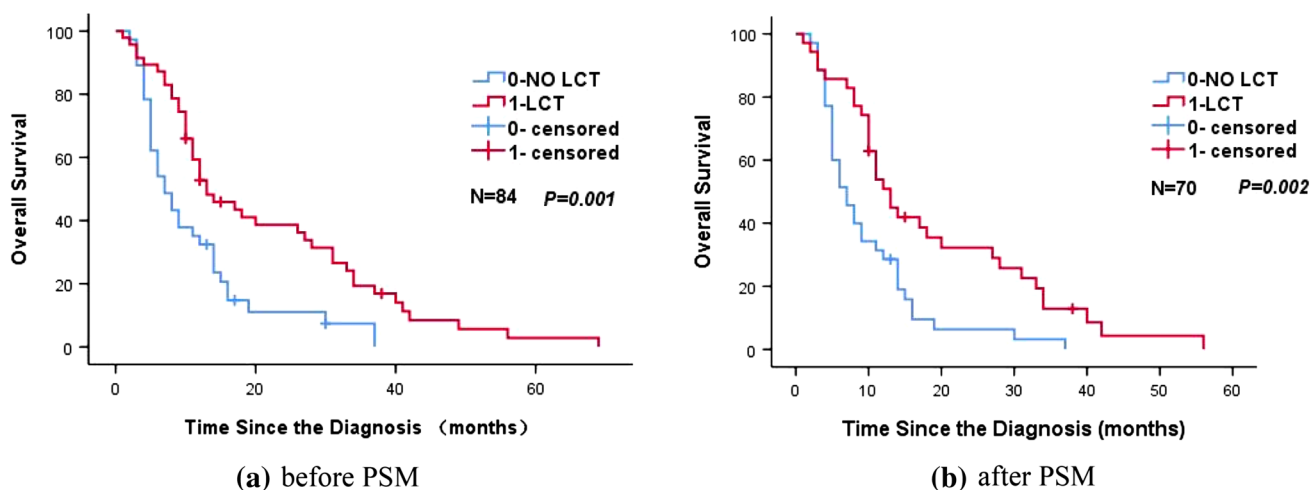 100
80
60
40
20
0
Overall Survival
0-NO LCT
1-LCT
0- censored
1- censored
N=84 P=0.001
0 20 40 60
Time Since the Diagnosis （months）
(a) before PSM
100
80
60
40
20
0
Overall Survival
0-NO LCT
1-LCT
0- censored
1- censored
N=70 P=0.002
0 10 20 30 40 50 60
Time Since the Diagnosis (months)
(b) after PSM